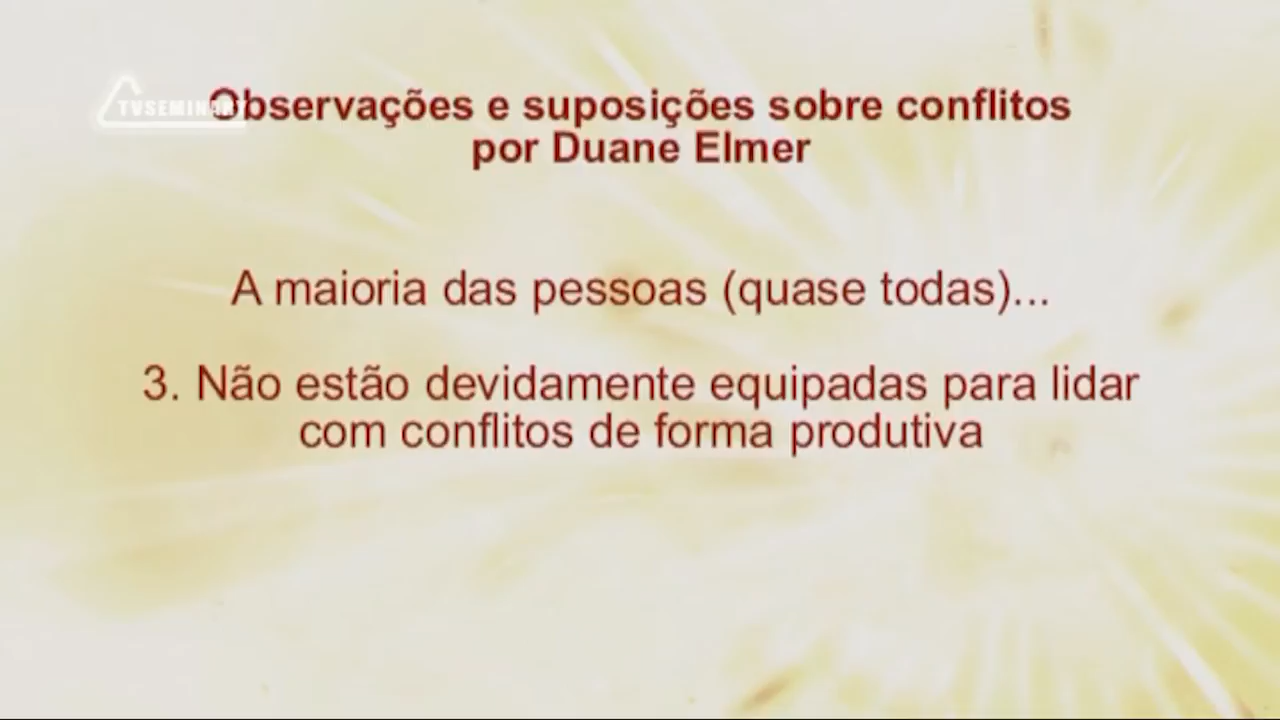 Observações e suposições sobre conflitos
TVSEMINART
por Duane Elmer
A maioria das pessoas (quase todas)...
3. Não estão devidamente equipadas para lidar
com conflitos de forma produtiva